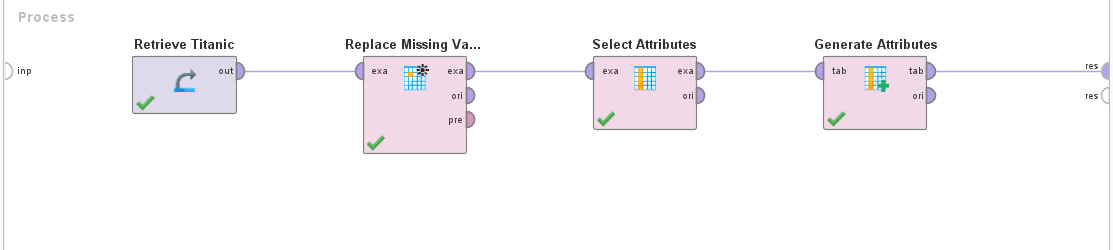 Process
Retrieve Titanic
Replace Missing Va...
Select Attributes
Generate Attributes
inp
out
exa
exa
exa
exa
tab
tab
res
ori
ori
ori
res
pre